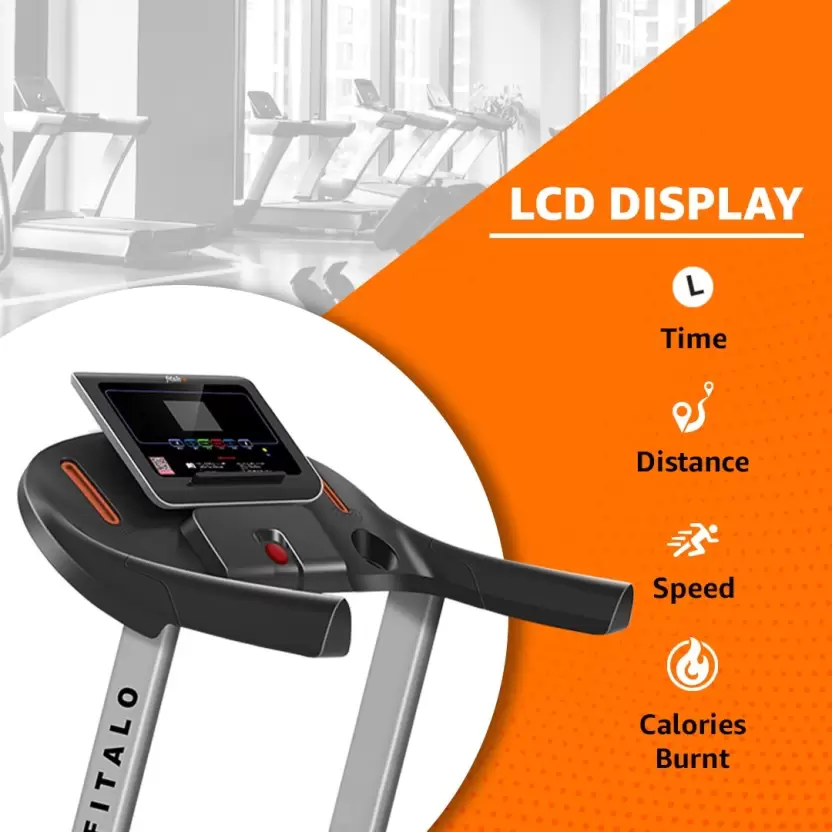 LCD DISPLAY
L
Time
Distance
Speed
Calories
Burnt
FITALO